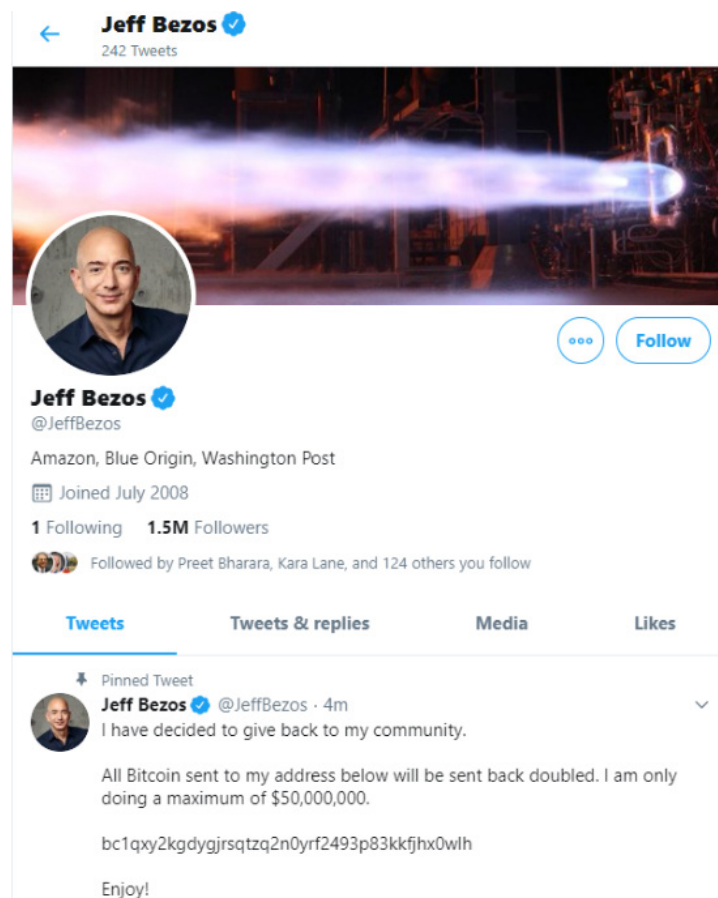 Jeff Bezos
242 Tweets
Follow
Jeff Bezos
@JeffBezos
Amazon, Blue Origin, Washington Post
Joined July 2008
1 Following 1.5M Followers
Followed by Preet Bharara, Kara Lane, and 124 others you follow
Tweets Tweets & replies Media Likes
Pinned Tweet
Jeff Bezos @JeffBezos · 4m
I have decided to give back to my community.
All Bitcoin sent to my address below will be sent back doubled. I am only
doing a maximum of $50,000,000.
bc1qxy2kgdygjrsqtzq2n0yrf2493p83kkfjhx0wlh
Enjoy!